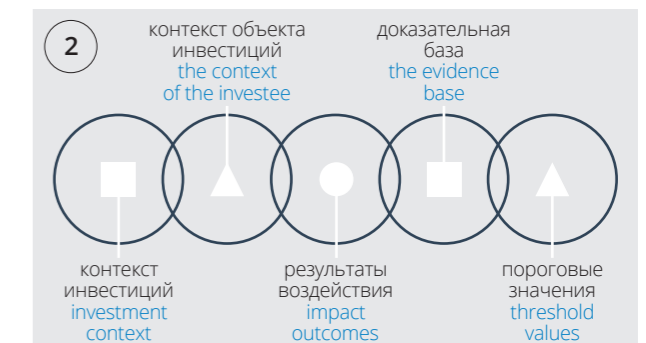 2
контекст объекта
инвестиций
the context
of the investee
доказательная
база
the evidence
base
контекст
инвестиций
investment
context
результаты
воздействия
impact
outcomes
пороговые
значения
threshold
values